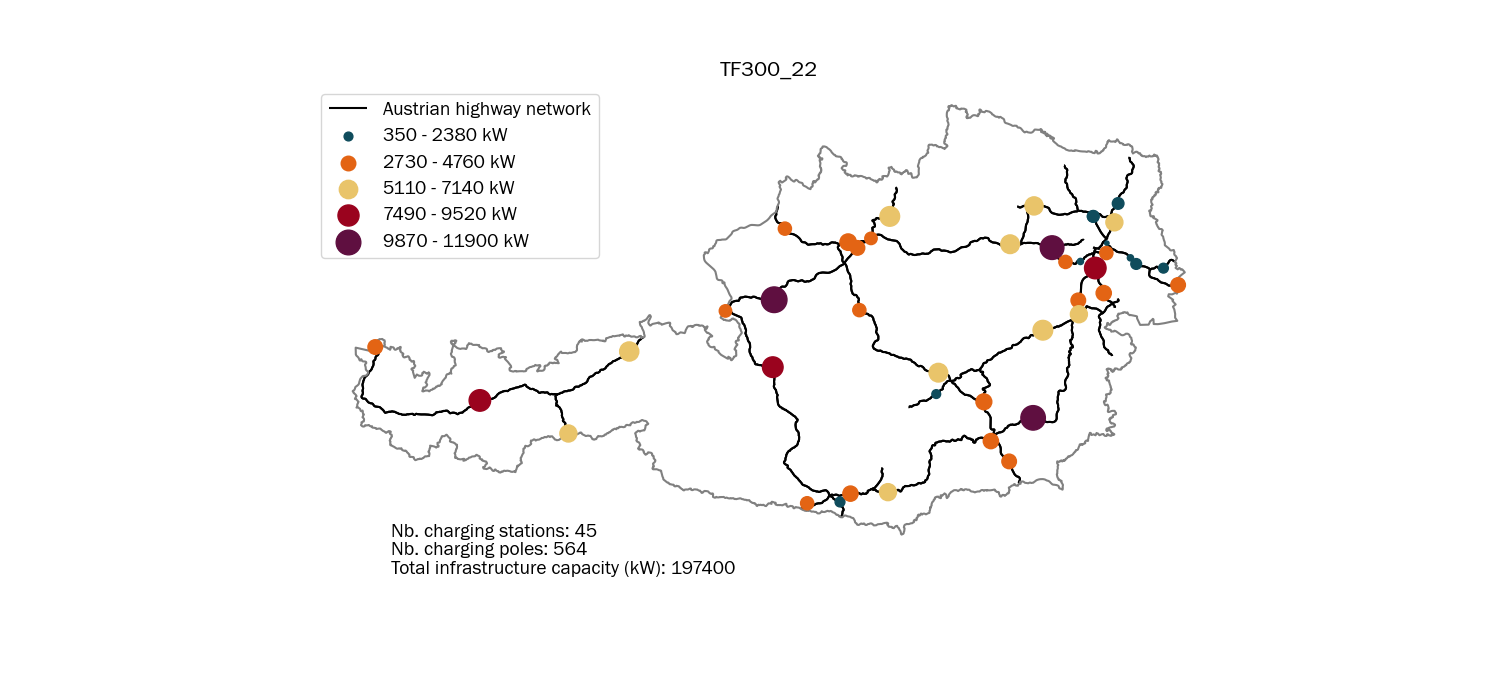 TF300_22
Austrian highway network
350 - 2380 kW
2730 - 4760 kW
5110 - 7140 kW
7490 - 9520 kW
9870 - 11900 kW
Nb. charging stations: 45
Nb. charging poles: 564
Total infrastructure capacity (kW): 197400